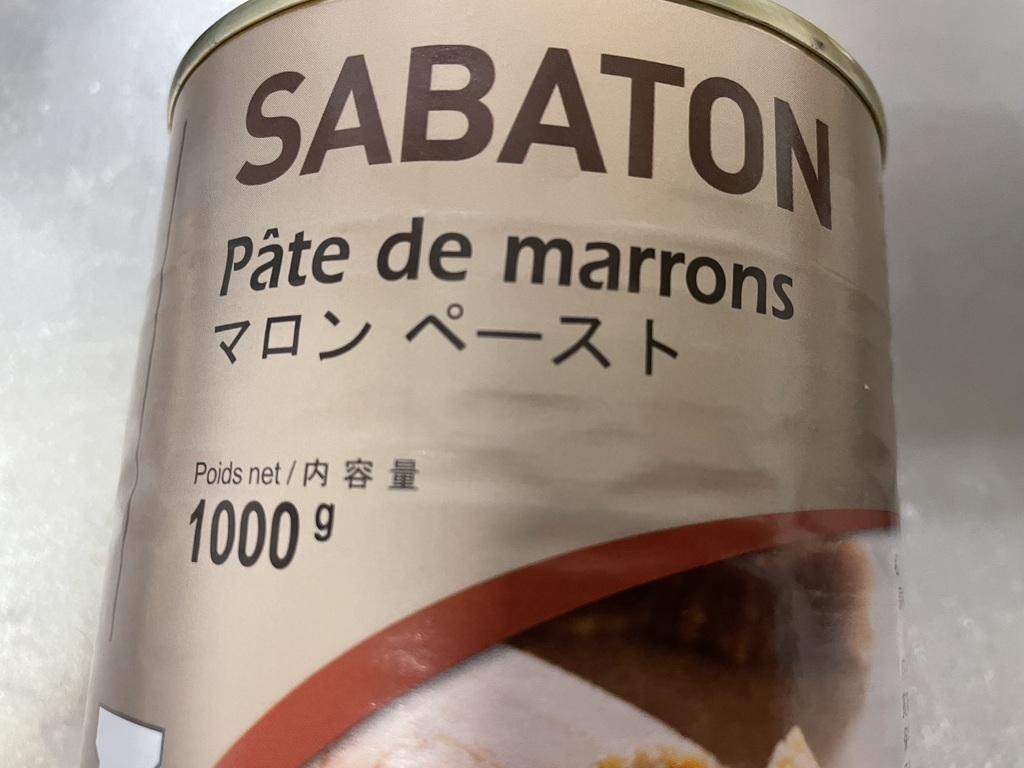 SABATON
Pâte de marrons
マロン ペースト
Poids net / 内容量
1000 g